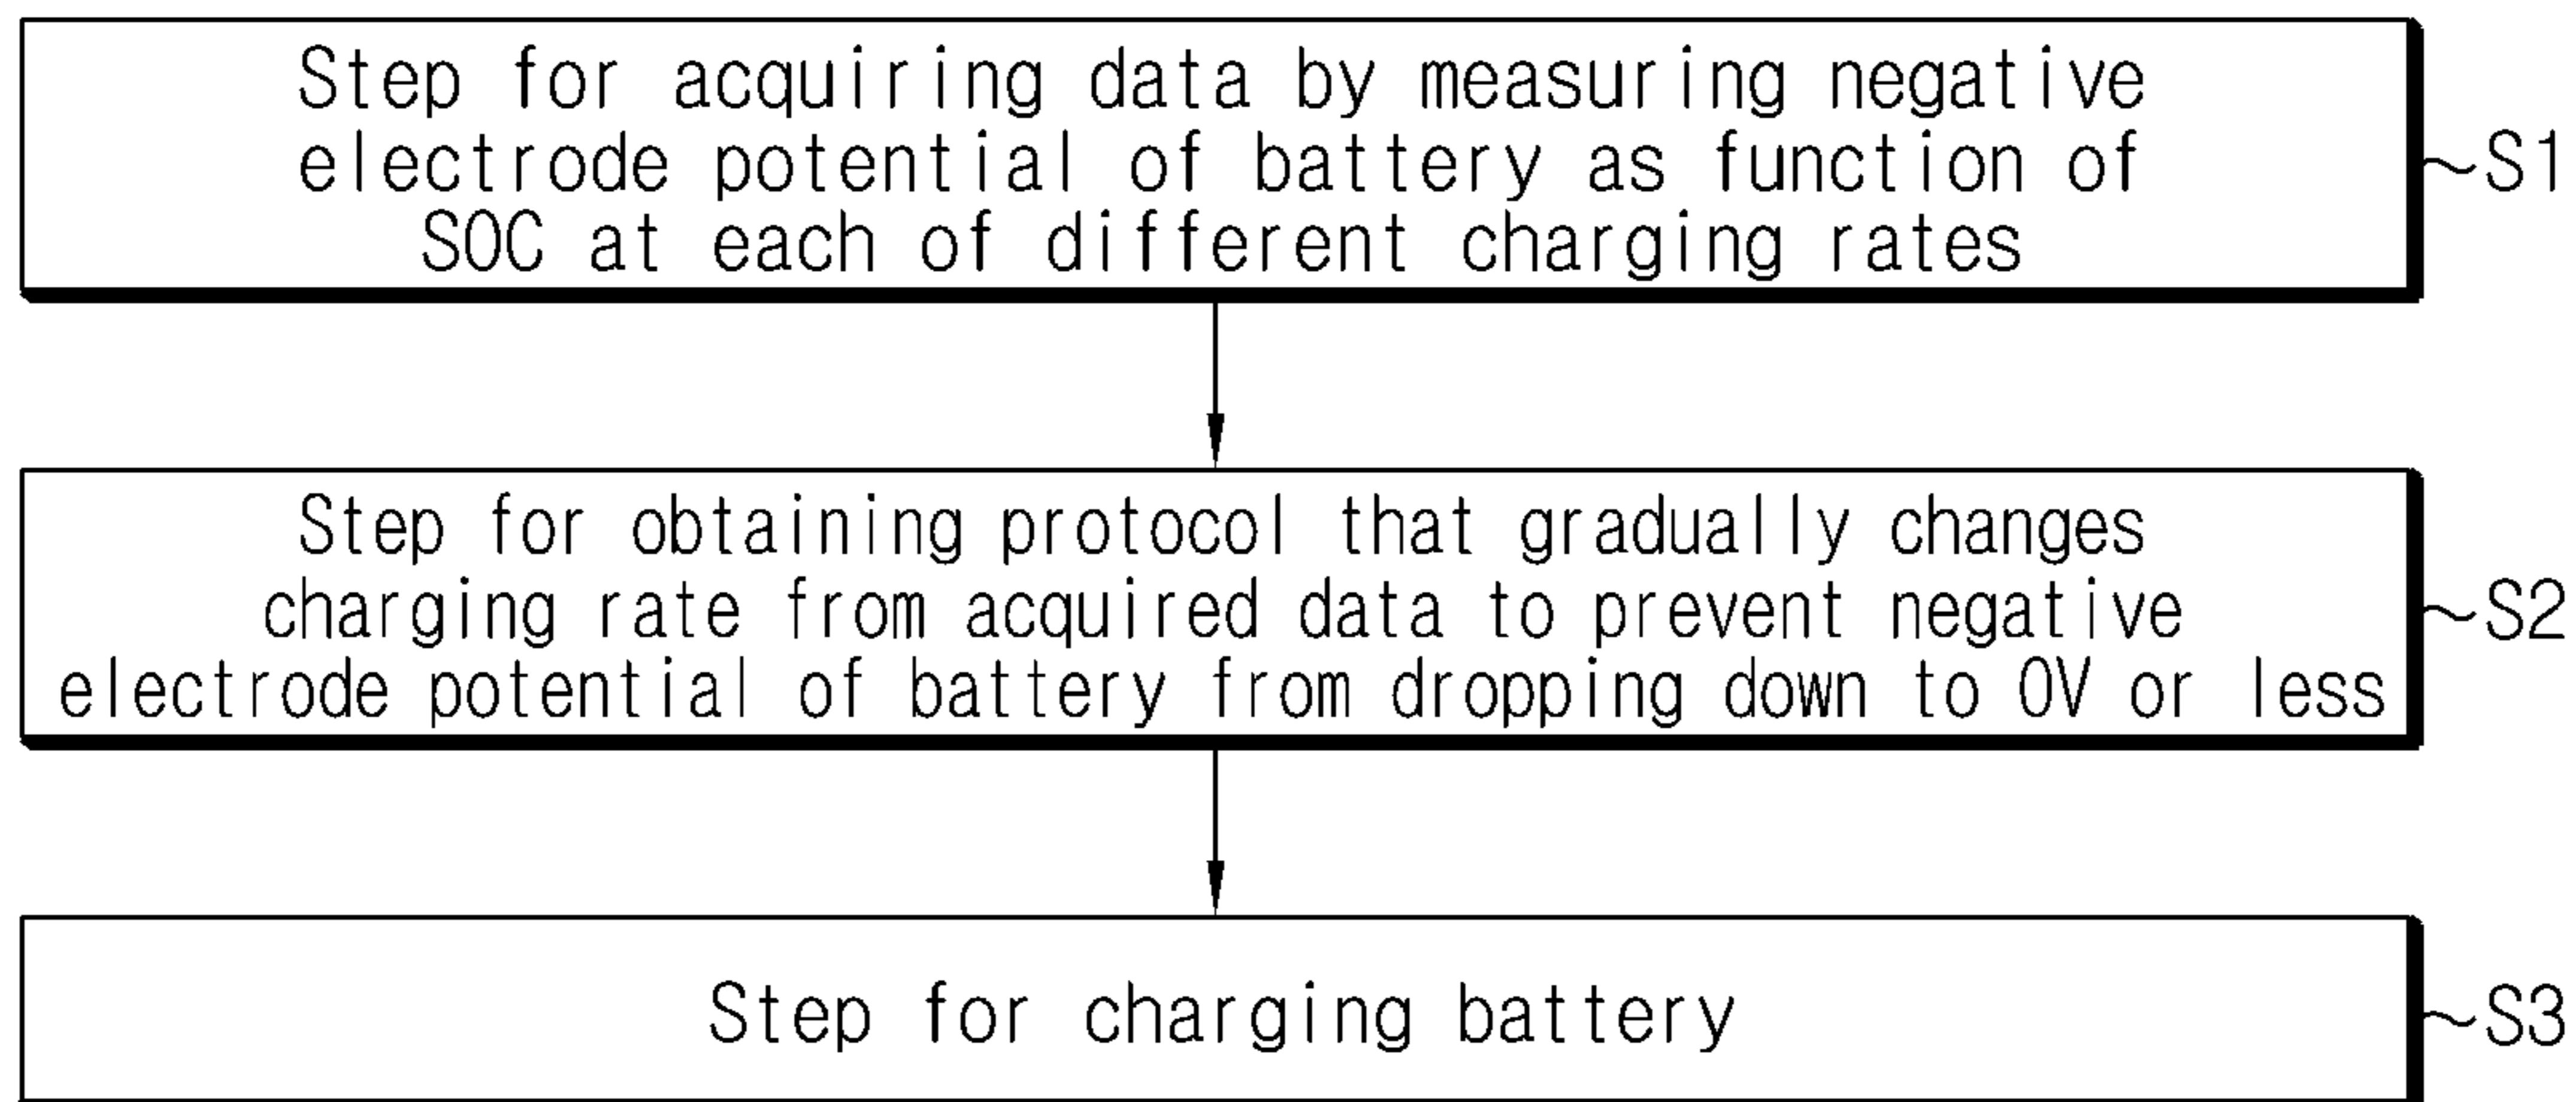 Step for acquiring data by measuring negative
electrode potential of battery as function of
SOC at each of different charging rates
~S1
Step for obtaining protocol that gradually changes
charging rate from acquired data to prevent negative
electrode potential of battery from dropping down to 0V or less
~S2
Step for charging battery
~S3